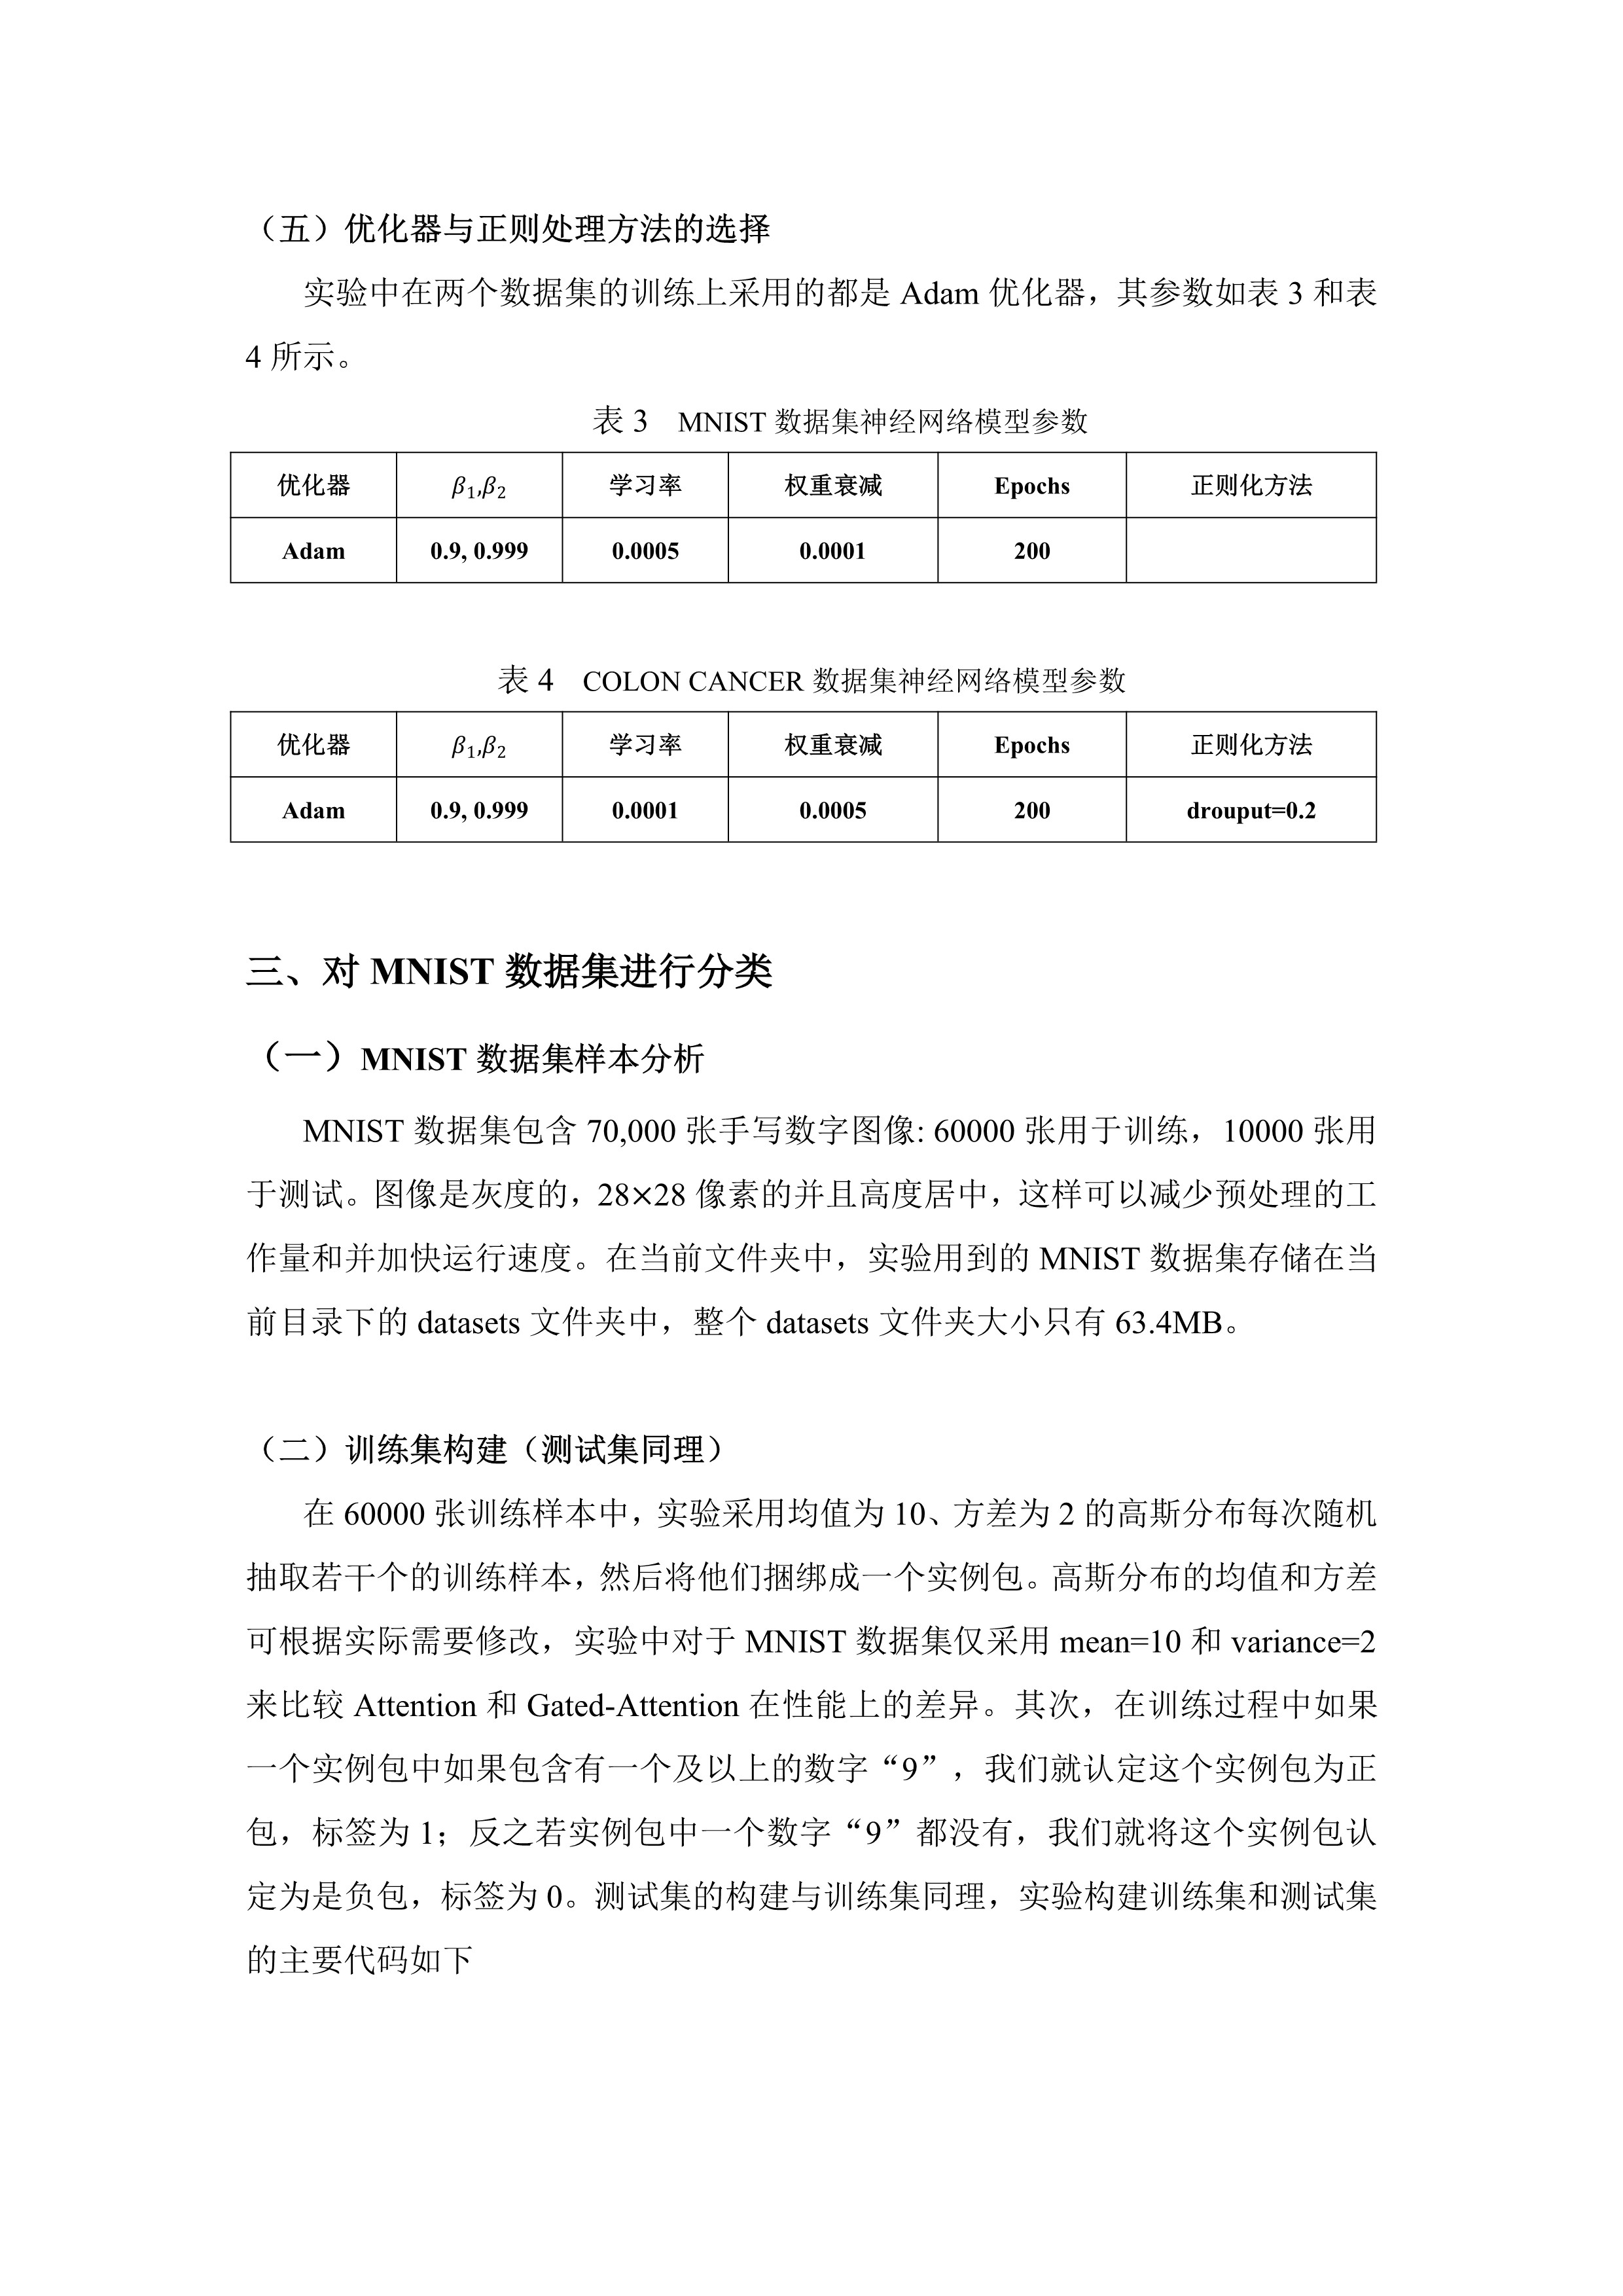 （五）优化器与正则处理方法的选择
实验中在两个数据集的训练上采用的都是 Adam 优化器，其参数如表 3 和表
4 所示。
表 3 MNIST 数据集神经网络模型参数
优化器 β₁,β₂ 学习率 权重衰减 Epochs 正则化方法
Adam 0.9, 0.999 0.0005 0.0001 200
表 4 COLON CANCER 数据集神经网络模型参数
优化器 β₁,β₂ 学习率 权重衰减 Epochs 正则化方法
Adam 0.9, 0.999 0.0001 0.0005 200 drouput=0.2
三、对 MNIST 数据集进行分类
（一）MNIST 数据集样本分析
MNIST 数据集包含 70,000 张手写数字图像: 60000 张用于训练，10000 张用
于测试。图像是灰度的，28×28 像素的并且高度居中，这样可以减少预处理的工
作量和并加快运行速度。在当前文件夹中，实验用到的 MNIST 数据集存储在当
前目录下的 datasets 文件夹中，整个 datasets 文件夹大小只有 63.4MB。
（二）训练集构建（测试集同理）
在 60000 张训练样本中，实验采用均值为 10、方差为 2 的高斯分布每次随机
抽取若干个的训练样本，然后将他们捆绑成一个实例包。高斯分布的均值和方差
可根据实际需要修改，实验中对于 MNIST 数据集仅采用 mean=10 和 variance=2
来比较 Attention 和 Gated-Attention 在性能上的差异。其次，在训练过程中如果
一个实例包中如果包含有一个及以上的数字“9”，我们就认定这个实例包为正
包，标签为 1；反之若实例包中一个数字“9”都没有，我们就将这个实例包认
定为是负包，标签为 0。测试集的构建与训练集同理，实验构建训练集和测试集
的主要代码如下